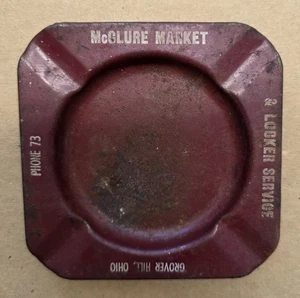 McCLURE MARKET
& LOCKER SERVICE
GROVER HILL, OHIO
PHONE 73